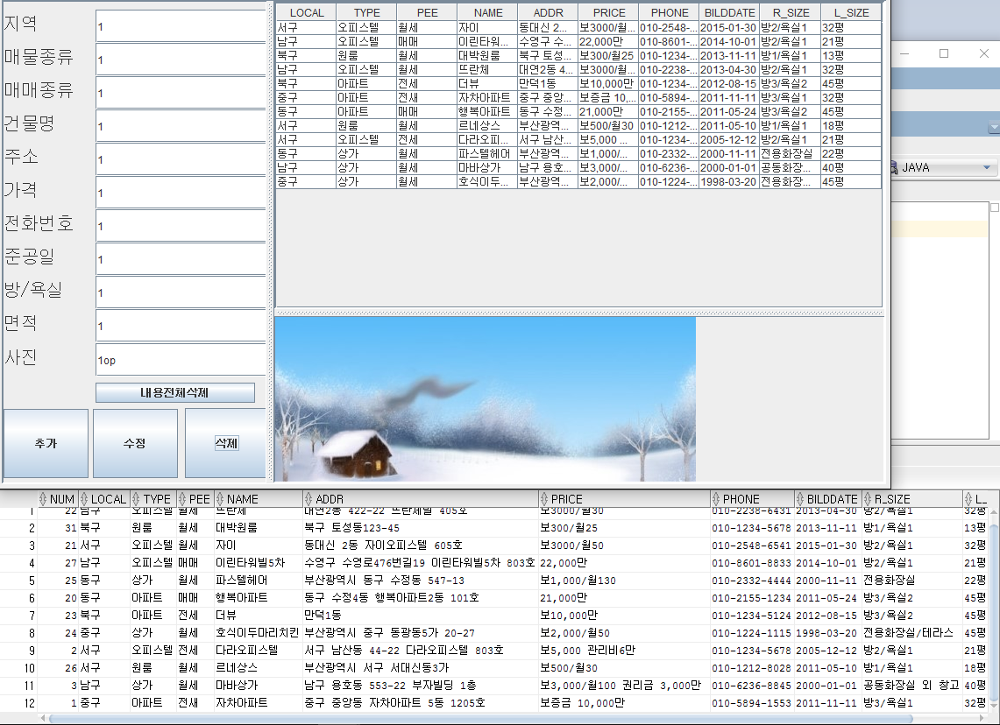 지역 1
매물종류 1
매매종류 1
건물명 1
주소 1
가격 1
전화번호 1
준공일 1
방/욕실 1
면적 1
사진 1op
내용전체삭제
추가 수정 삭제
LOCAL TYPE PEE NAME ADDR PRICE PHONE BILDDATE R_SIZE L_SIZE
서구 오피스텔 월세 자이 동대신 2... 보3000/월... 010-2548-... 2015-01-30 방2/욕실1 32평
남구 오피스텔 매매 이린타워... 수영구 수... 22,000만 010-8601-... 2014-10-01 방2/욕실1 21평
북구 원룸 월세 대박원룸 북구 토성... 보300/월25 010-1234-... 2013-11-11 방1/욕실1 13평
남구 오피스텔 월세 뜨란체 대연2동 4... 보3000/월... 010-2238-... 2013-04-30 방2/욕실1 32평
북구 아파트 전세 더뷰 만덕1동 보10,000만 010-1234-... 2012-08-15 방3/욕실2 45평
중구 아파트 전세 자차아파트 중구 중앙... 보증금 10,... 010-5894-... 2011-11-11 방3/욕실1 32평
동구 아파트 매매 행복아파트 동구 수정... 21,000만 010-2155-... 2011-05-24 방3/욕실2 45평
서구 원룸 월세 르네상스 부산광역... 보500/월30 010-1212-... 2011-05-10 방1/욕실1 18평
서구 오피스텔 전세 다라오피... 서구 남산... 보5,000 ... 010-1234-... 2005-12-12 방2/욕실1 21평
동구 상가 월세 파스텔헤어 부산광역... 보1,000/... 010-2332-... 2000-11-11 전용화장실 22평
남구 상가 월세 마바상가 남구 용호... 보3,000/... 010-6236-... 2000-01-01 공동화장... 40평
중구 상가 월세 호식이두... 부산광역... 보2,000/... 010-1224-... 1998-03-20 전용화장... 45평
JAVA
NUM LOCAL TYPE PEE NAME ADDR PRICE PHONE BILDDATE R_SIZE L_
1 22 남구 오피스텔 월세 뜨란체 대연2동 422-22 뜨란체빌 405호 보3000/월30 010-2238-6431 2013-04-30 방2/욕실1 32평
2 31 북구 원룸 월세 대박원룸 북구 토성동123-45 보300/월25 010-1234-5678 2013-11-11 방1/욕실1 13평
3 21 서구 오피스텔 월세 자이 동대신 2동 자이오피스텔 605호 보3000/월50 010-2548-6541 2015-01-30 방2/욕실1 32평
4 27 남구 오피스텔 매매 이린타워빌5차 수영구 수영로476번길19 이린타워빌5차 803호 22,000만 010-8601-8833 2014-10-01 방2/욕실1 21평
5 25 동구 상가 월세 파스텔헤어 부산광역시 동구 수정동 547-13 보1,000/월130 010-2332-4444 2000-11-11 전용화장실 22평
6 20 동구 아파트 매매 행복아파트 동구 수정4동 행복아파트2동 101호 21,000만 010-2155-1234 2011-05-24 방3/욕실2 45평
7 23 북구 아파트 전세 더뷰 만덕1동 보10,000만 010-1234-5124 2012-08-15 방3/욕실2 45평
8 24 중구 상가 월세 호식이두마리치킨 부산광역시 중구 동광동5가 20-27 보2,000/월50 010-1224-1115 1998-03-20 전용화장실/테라스 45평
9 2 서구 오피스텔 전세 다라오피스텔 서구 남산동 44-22 다라오피스텔 803호 보5,000 관리비6만 010-1234-5678 2005-12-12 방2/욕실1 21평
10 26 서구 원룸 월세 르네상스 부산광역시 서구 서대신동3가 보500/월30 010-1212-8028 2011-05-10 방1/욕실1 18평
11 3 남구 상가 월세 마바상가 남구 용호동 553-22 부자빌딩 1층 보3,000/월100 권리금 3,000만 010-6236-8845 2000-01-01 공동화장실 외 창고 40평
12 1 중구 아파트 전세 자차아파트 중구 중앙동 자차아파트 5동 1205호 보증금 10,000만 010-5894-1553 2011-11-11 방3/욕실1 32평